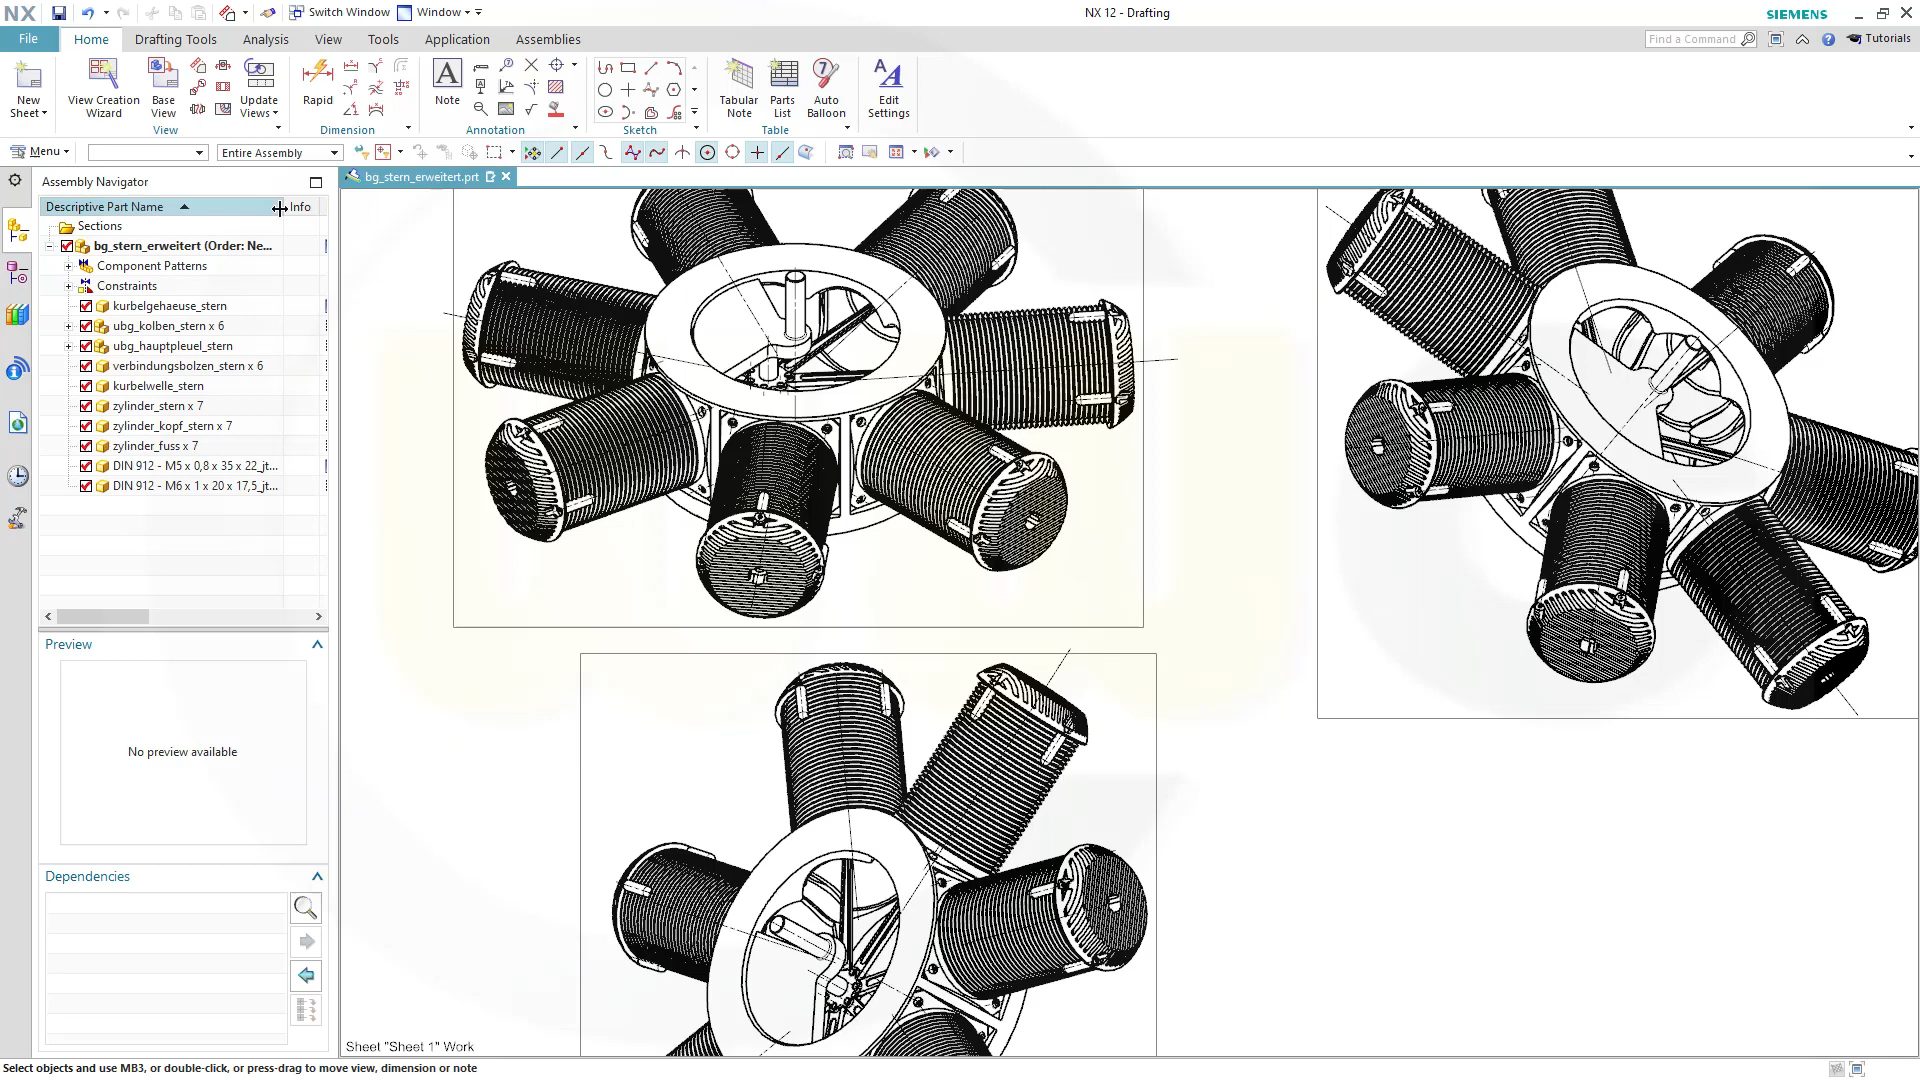 NX Switch Window Window NX 12 - Drafting SIEMENS
File Home Drafting Tools Analysis View Tools Application Assemblies Find a Command Tutorials
New Sheet View Creation Wizard Base View Update Views Rapid Note Tabular Note Parts List Auto Balloon Edit Settings
View Dimension Annotation Sketch Table
Menu Entire Assembly
Assembly Navigator bg_stern_erweitert.prt
Descriptive Part Name Info
Sections
bg_stern_erweitert (Order: Ne...
Component Patterns
Constraints
kurbelgehaeuse_stern
ubg_kolben_stern x 6
ubg_hauptpleuel_stern
verbindungsbolzen_stern x 6
kurbelwelle_stern
zylinder_stern x 7
zylinder_kopf_stern x 7
zylinder_fuss x 7
DIN 912 - M5 x 0,8 x 35 x 22_jt...
DIN 912 - M6 x 1 x 20 x 17,5_jt...
Preview
No preview available
Dependencies
Sheet "Sheet 1" Work
Select objects and use MB3, or double-click, or press-drag to move view, dimension or note